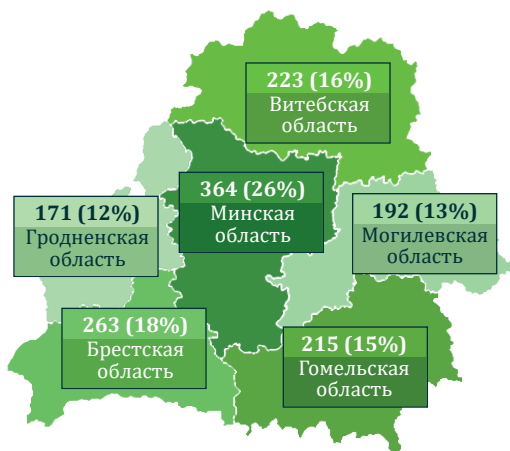 223 (16%)
Витебская
область
364 (26%)
Минская
область
171 (12%)
Гродненская
область
192 (13%)
Могилевская
область
263 (18%)
Брестская
область
215 (15%)
Гомельская
область